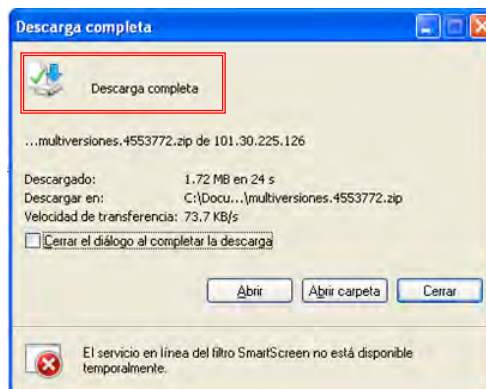 Descarga completa
Descarga completa
...multiversiones.4553772.zip de 101.30.225.126
Descargado: 1.72 MB en 24 s
Descargar en: C:\Docu...\multiversiones.4553772.zip
Velocidad de transferencia: 73.7 KB/s
Cerrar el diálogo al completar la descarga
Abrir Abrir carpeta Cerrar
El servicio en línea del filtro SmartScreen no está disponible
temporalmente.